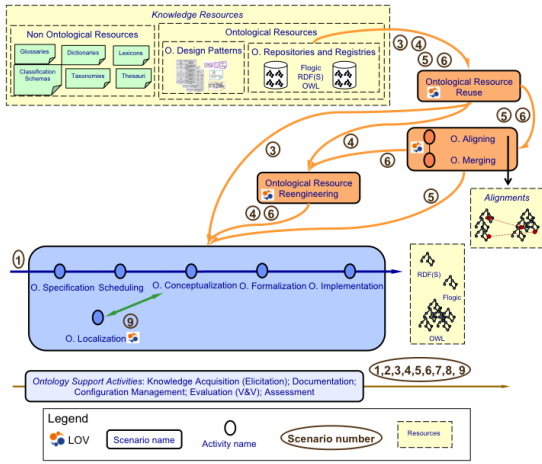 Knowledge Resources
Non Ontological Resources
Glossaries
Dictionaries
Lexicons
Classification
Schemas
Taxonomies
Thesauri
Ontological Resources
O. Design Patterns
O. Repositories and Registries
Flogic
RDF(S)
OWL
3 4
5 6
Ontological Resource
Reuse
5 6
3
4
6
O. Aligning
O. Merging
Ontological Resource
Reengineering
5
4 6
Alignments
1
O. Specification
Scheduling
O. Conceptualization
O. Formalization
O. Implementation
9
O. Localization
RDF(S)
Flogic
OWL
1,2,3,4,5,6,7,8, 9
Ontology Support Activities: Knowledge Acquisition (Elicitation); Documentation;
Configuration Management; Evaluation (V&V); Assessment
Legend
LOV
Scenario name
Activity name
Scenario number
Resources